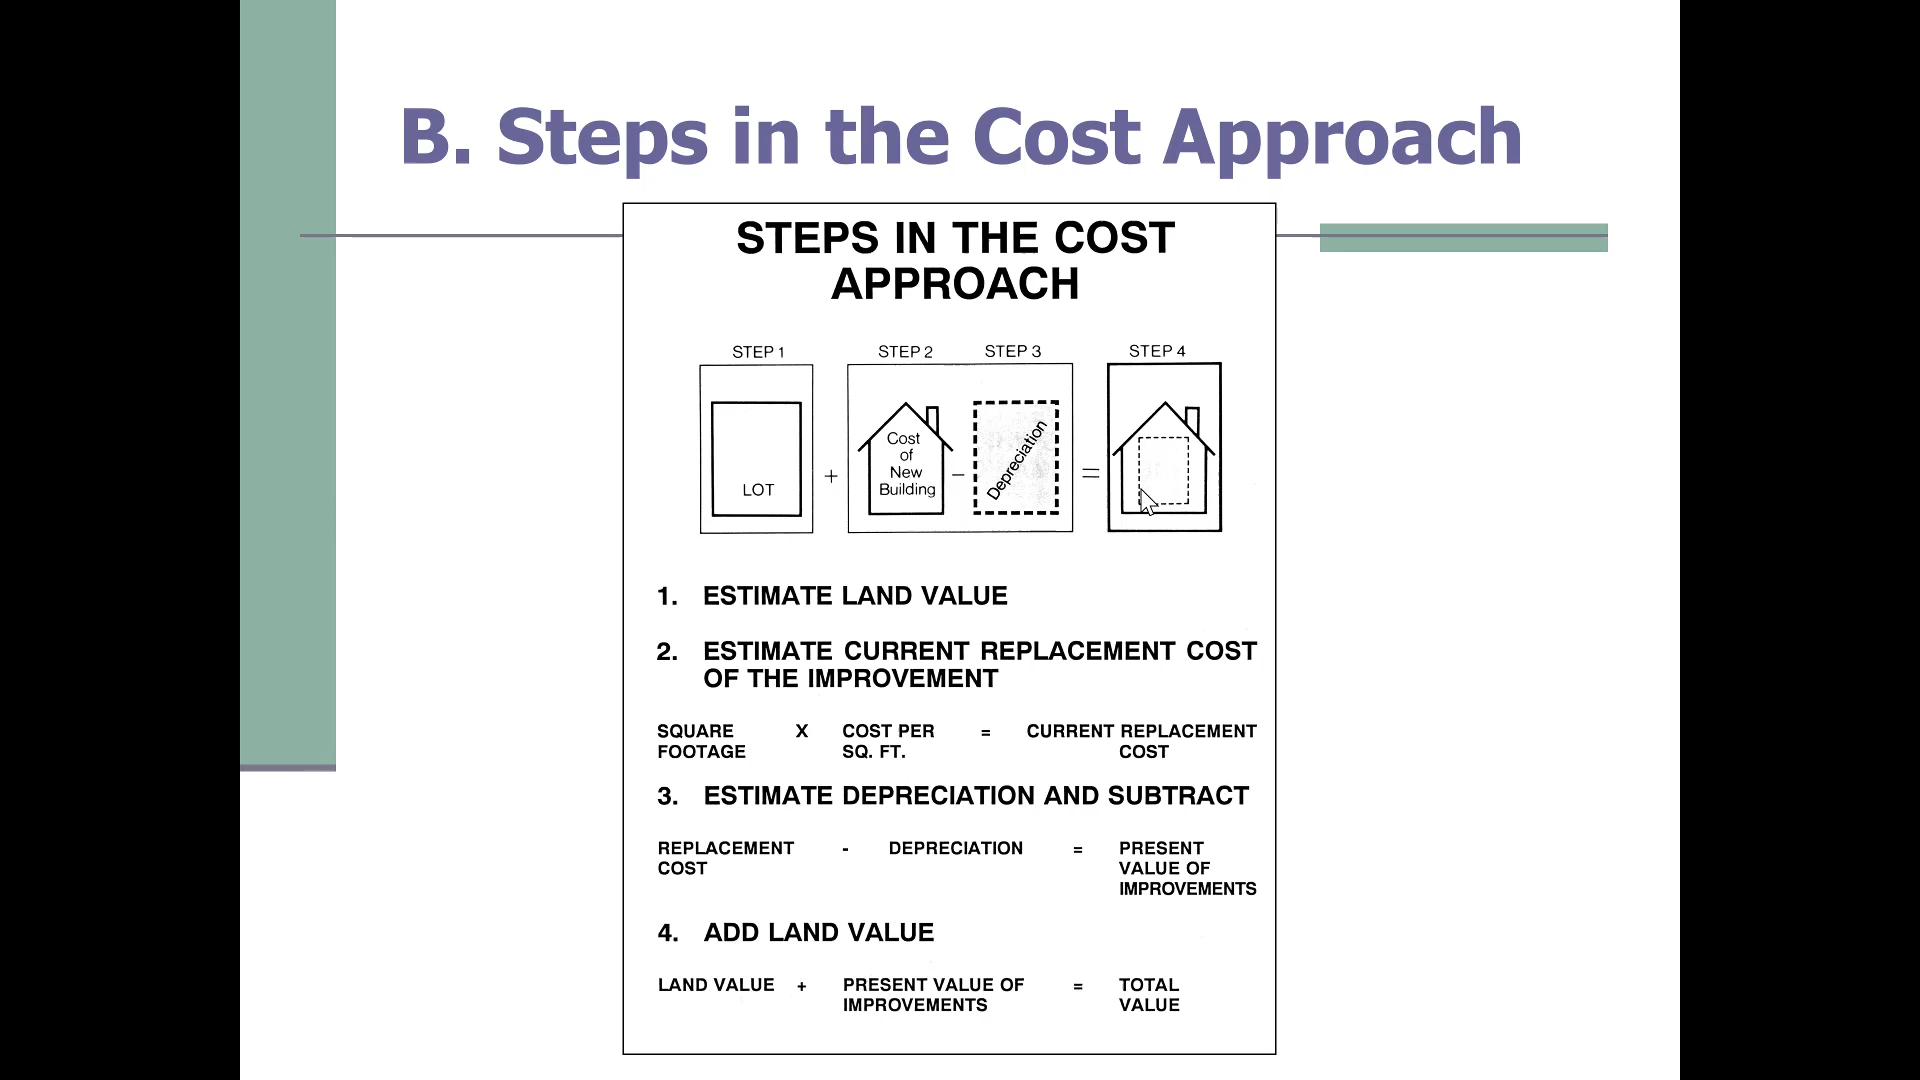 B. Steps in the Cost Approach
STEPS IN THE COST
APPROACH
STEP 1
STEP 2
STEP 3
STEP 4
LOT
+
Cost
of
New
Building
−
Depreciation
=
1. ESTIMATE LAND VALUE
2. ESTIMATE CURRENT REPLACEMENT COST
OF THE IMPROVEMENT
SQUARE X COST PER = CURRENT REPLACEMENT
FOOTAGE SQ. FT. COST
3. ESTIMATE DEPRECIATION AND SUBTRACT
REPLACEMENT - DEPRECIATION = PRESENT
COST VALUE OF
IMPROVEMENTS
4. ADD LAND VALUE
LAND VALUE + PRESENT VALUE OF = TOTAL
IMPROVEMENTS VALUE